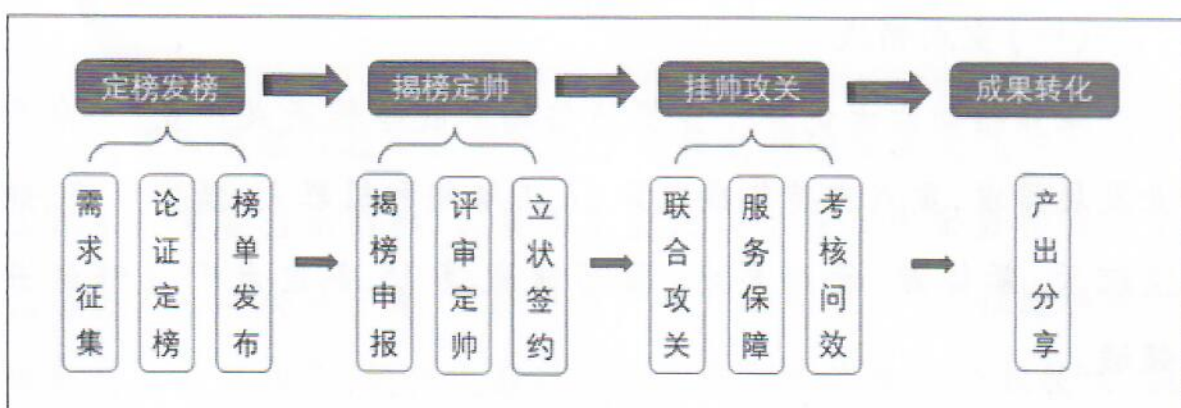 定榜发榜
揭榜定帅
挂帅攻关
成果转化
需求征集
论证定榜
榜单发布
揭榜申报
评审定帅
立状签约
联合攻关
服务保障
考核问效
产出分享